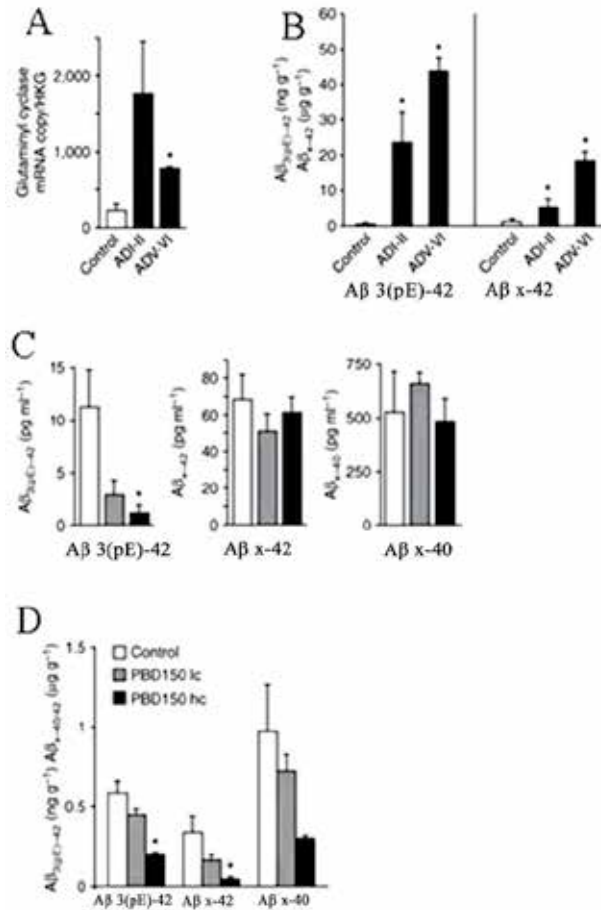 A
Glutaminyl cyclase
mRNA copy/HKG
2,000
1,000
0
Control
ADI-II
ADV-VI
B
Aβ3(pE)–42 (ng g⁻¹)
Aβx–42 (µg g⁻¹)
60
50
40
30
20
10
0
*
*
*
*
*
Control
ADI-II
ADV-VI
Control
ADI-II
ADV-VI
Aβ 3(pE)-42
Aβ x-42
C
Aβ3(pE)–42 (pg ml⁻¹)
15
10
5
0
*
Aβ 3(pE)-42
Aβx–42 (pg ml⁻¹)
80
60
40
20
0
Aβ x-42
Aβx–40 (pg ml⁻¹)
750
500
250
0
Aβ x-40
D
Aβ3(pE)–42 (ng g⁻¹) Aβx–40/42 (µg g⁻¹)
1.5
1
0.5
0
Control
PBD150 lc
PBD150 hc
*
*
Aβ 3(pE)-42
Aβ x-42
Aβ x-40